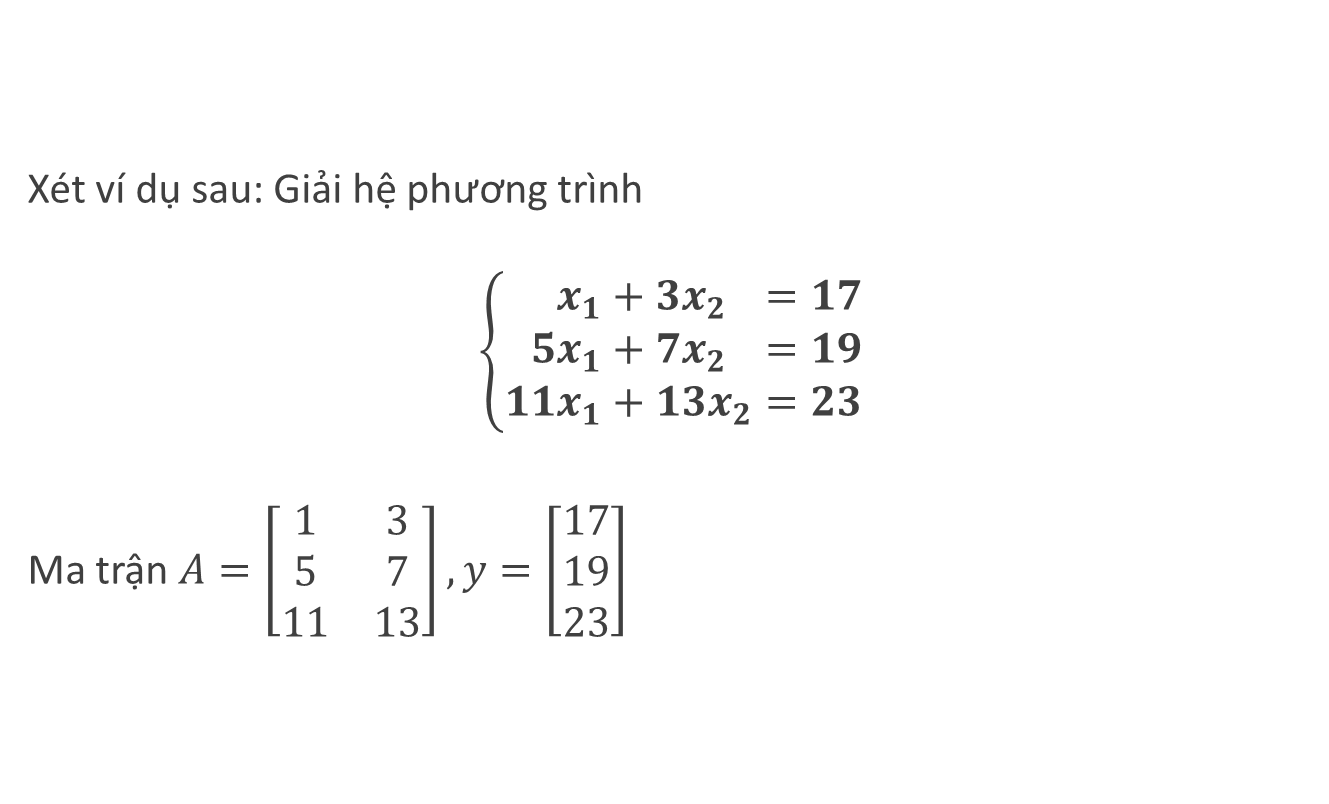 Xét ví dụ sau: Giải hệ phương trình
x₁ + 3x₂ = 17
5x₁ + 7x₂ = 19
11x₁ + 13x₂ = 23
Ma trận A = [1 3; 5 7; 11 13], y = [17; 19; 23]